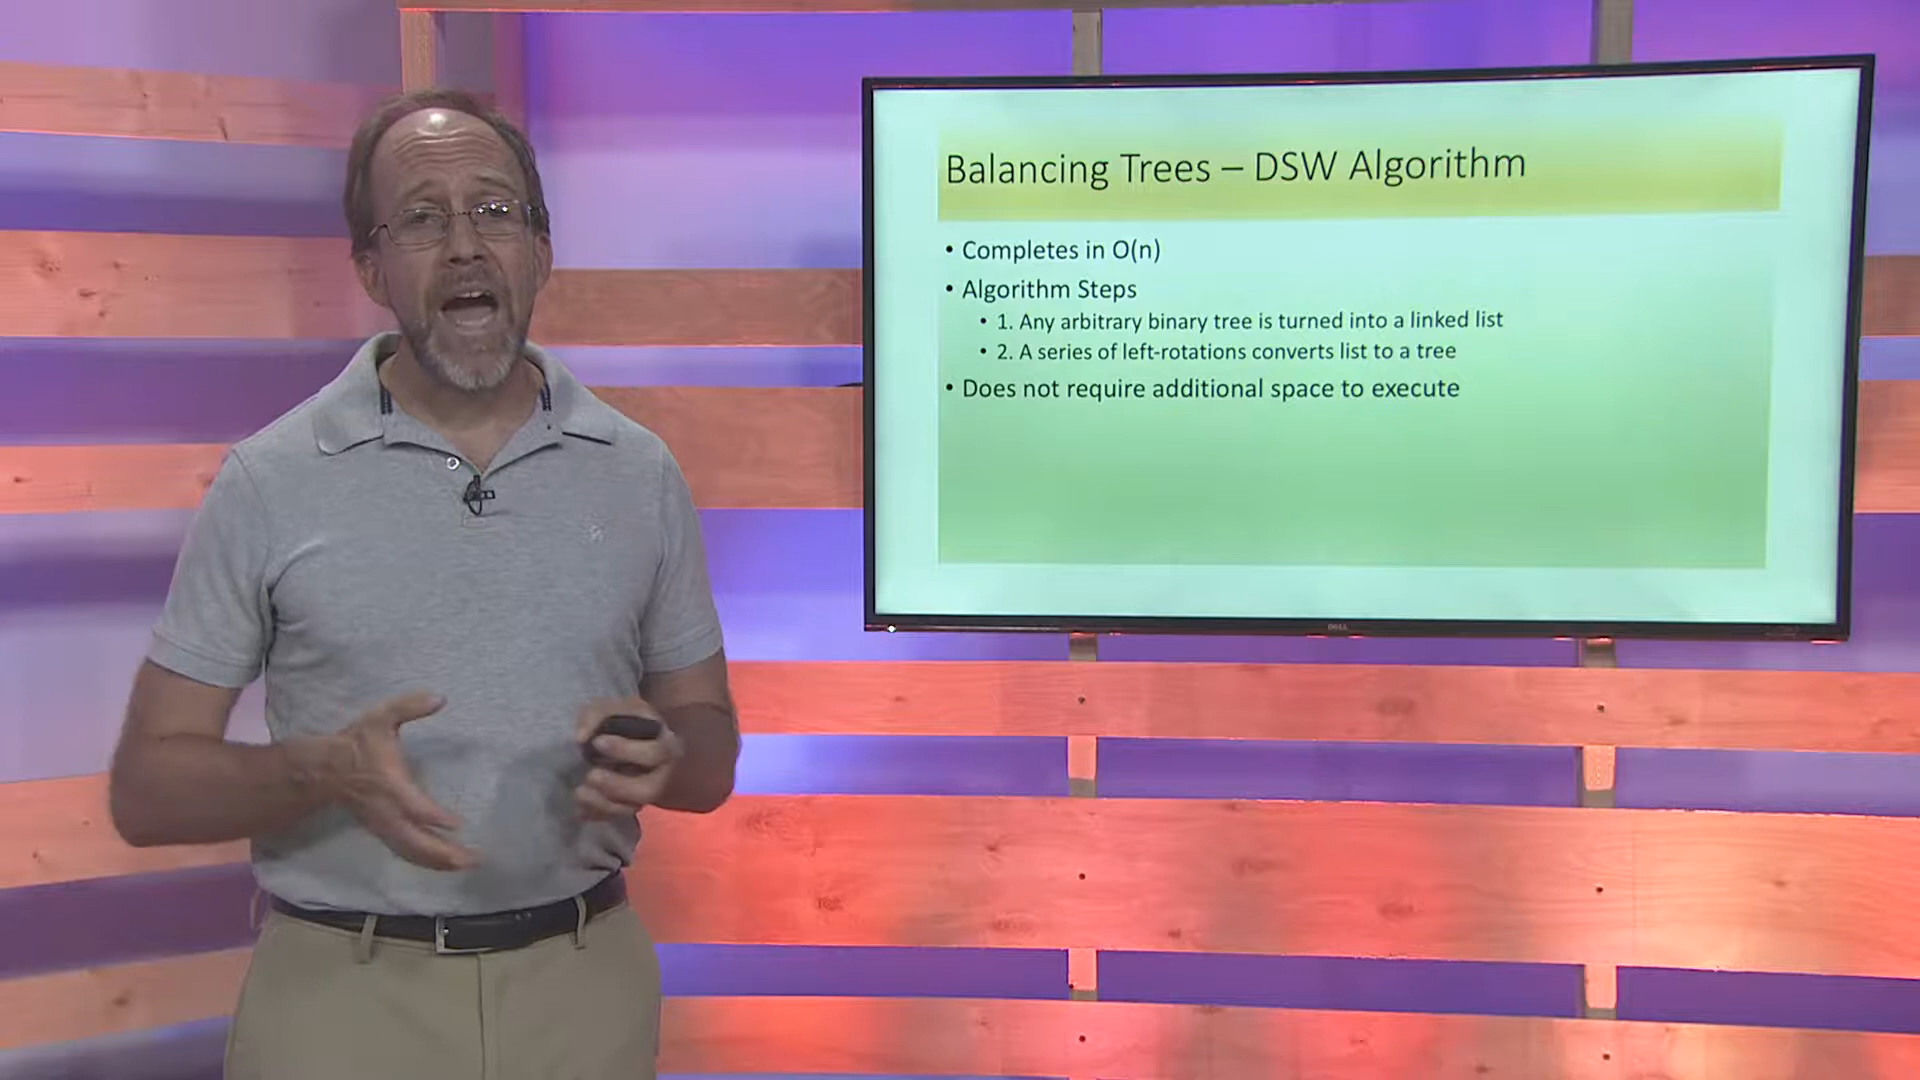 Balancing Trees – DSW Algorithm
• Completes in O(n)
• Algorithm Steps
• 1. Any arbitrary binary tree is turned into a linked list
• 2. A series of left-rotations converts list to a tree
• Does not require additional space to execute
DELL